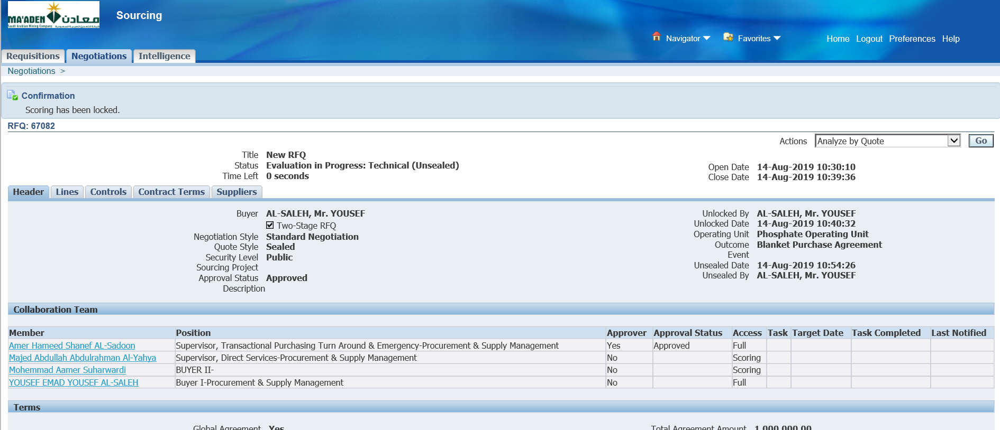 MA'ADEN معادن
Saudi Arabian Mining Company
Sourcing
Navigator Favorites Home Logout Preferences Help
Requisitions Negotiations Intelligence
Negotiations >
Confirmation
Scoring has been locked.
RFQ: 67082
Actions Analyze by Quote Go
Title New RFQ
Status Evaluation in Progress: Technical (Unsealed)
Time Left 0 seconds
Open Date 14-Aug-2019 10:30:10
Close Date 14-Aug-2019 10:39:36
Header Lines Controls Contract Terms Suppliers
Buyer AL-SALEH, Mr. YOUSEF
Two-Stage RFQ
Negotiation Style Standard Negotiation
Quote Style Sealed
Security Level Public
Sourcing Project
Approval Status Approved
Description
Unlocked By AL-SALEH, Mr. YOUSEF
Unlocked Date 14-Aug-2019 10:40:32
Operating Unit Phosphate Operating Unit
Outcome Blanket Purchase Agreement
Event
Unsealed Date 14-Aug-2019 10:54:26
Unsealed By AL-SALEH, Mr. YOUSEF
Collaboration Team
Member Position Approver Approval Status Access Task Target Date Task Completed Last Notified
Amer Hameed Shanef AL-Sadoon Supervisor, Transactional Purchasing Turn Around & Emergency-Procurement & Supply Management Yes Approved Full
Majed Abdullah Abdulrahman Al-Yahya Supervisor, Direct Services-Procurement & Supply Management No Scoring
Mohemmad Aamer Suharwardi BUYER II- No Scoring
YOUSEF EMAD YOUSEF AL-SALEH Buyer I-Procurement & Supply Management No Full
Terms
Global Agreement Yes
Total Agreement Amount 1,000,000.00